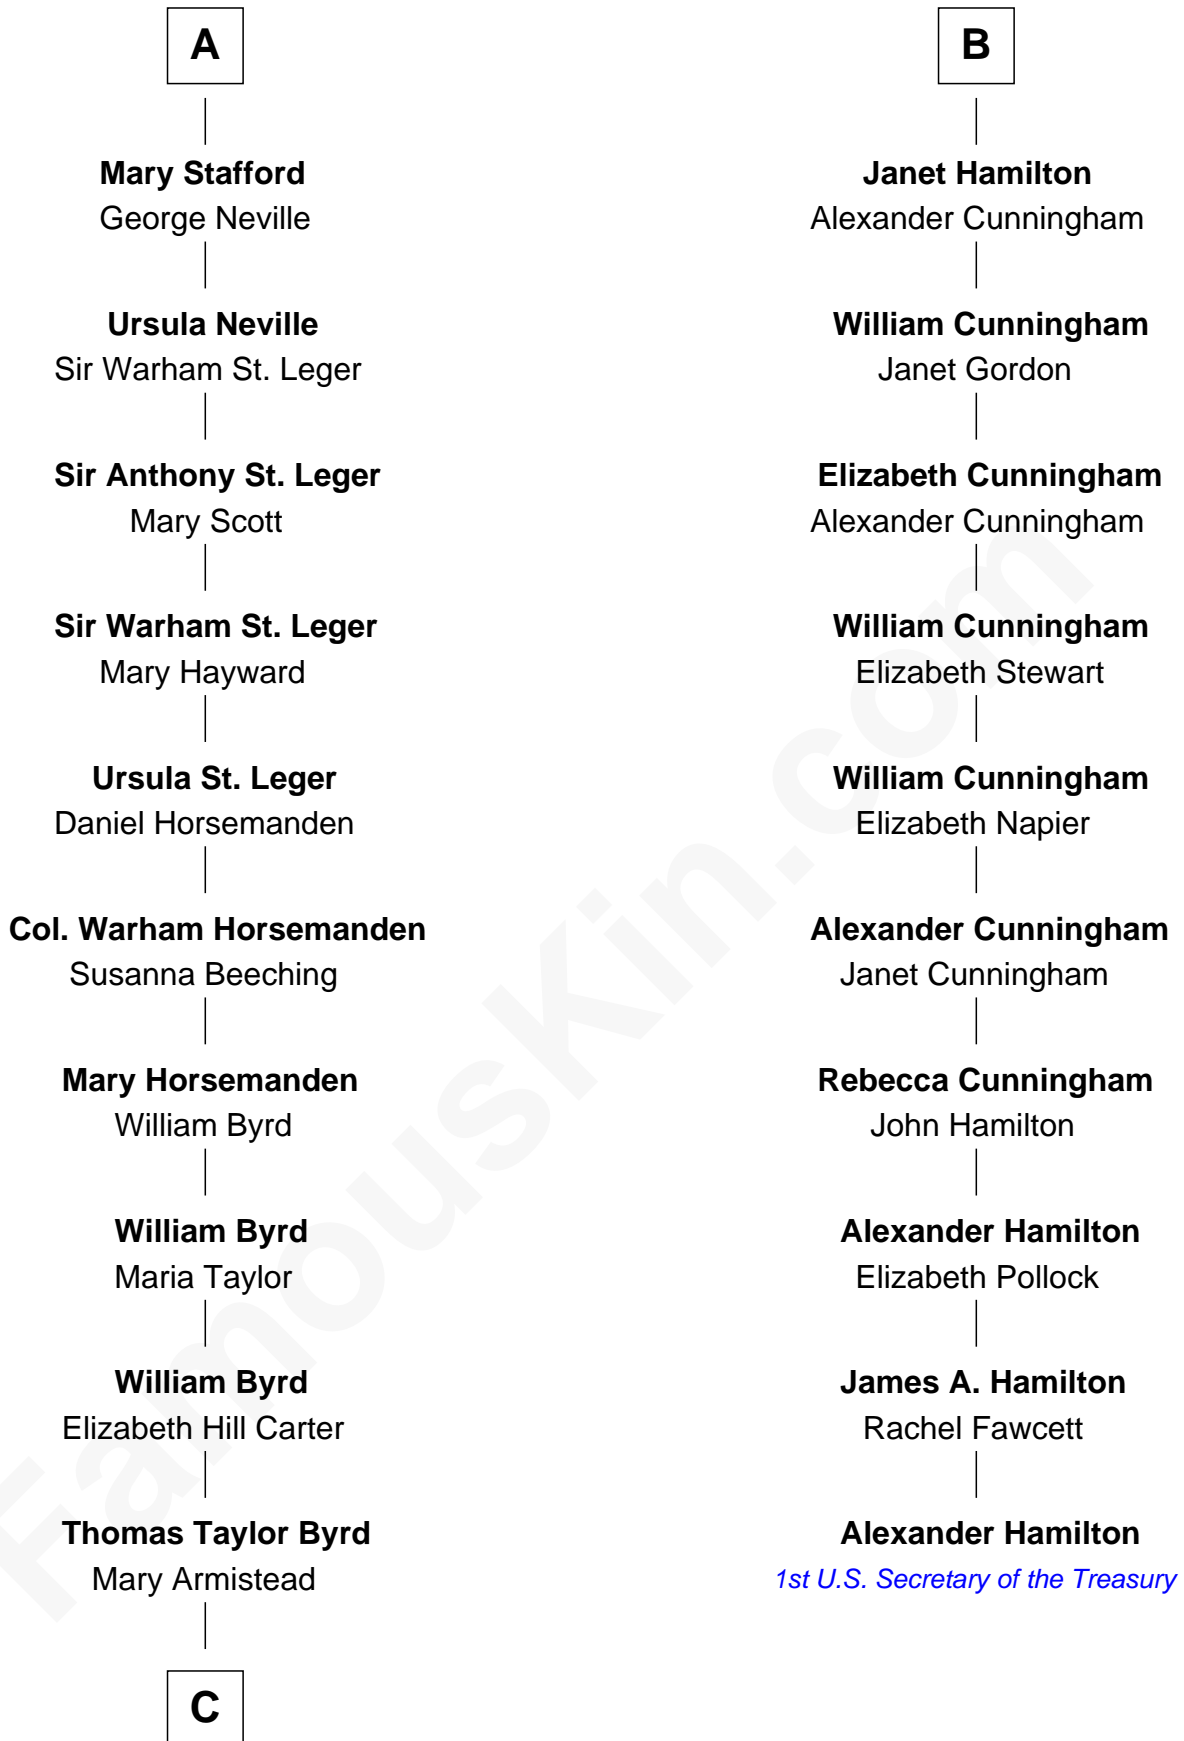 A
Mary Stafford
George Neville
Ursula Neville
Sir Warham St. Leger
Sir Anthony St. Leger
Mary Scott
Sir Warham St. Leger
Mary Hayward
Ursula St. Leger
Daniel Horsemanden
Col. Warham Horsemanden
Susanna Beeching
Mary Horsemanden
William Byrd
William Byrd
Maria Taylor
William Byrd
Elizabeth Hill Carter
Thomas Taylor Byrd
Mary Armistead
C
B
Janet Hamilton
Alexander Cunningham
William Cunningham
Janet Gordon
Elizabeth Cunningham
Alexander Cunningham
William Cunningham
Elizabeth Stewart
William Cunningham
Elizabeth Napier
Alexander Cunningham
Janet Cunningham
Rebecca Cunningham
John Hamilton
Alexander Hamilton
Elizabeth Pollock
James A. Hamilton
Rachel Fawcett
Alexander Hamilton
1st U.S. Secretary of the Treasury
FamousKin.com